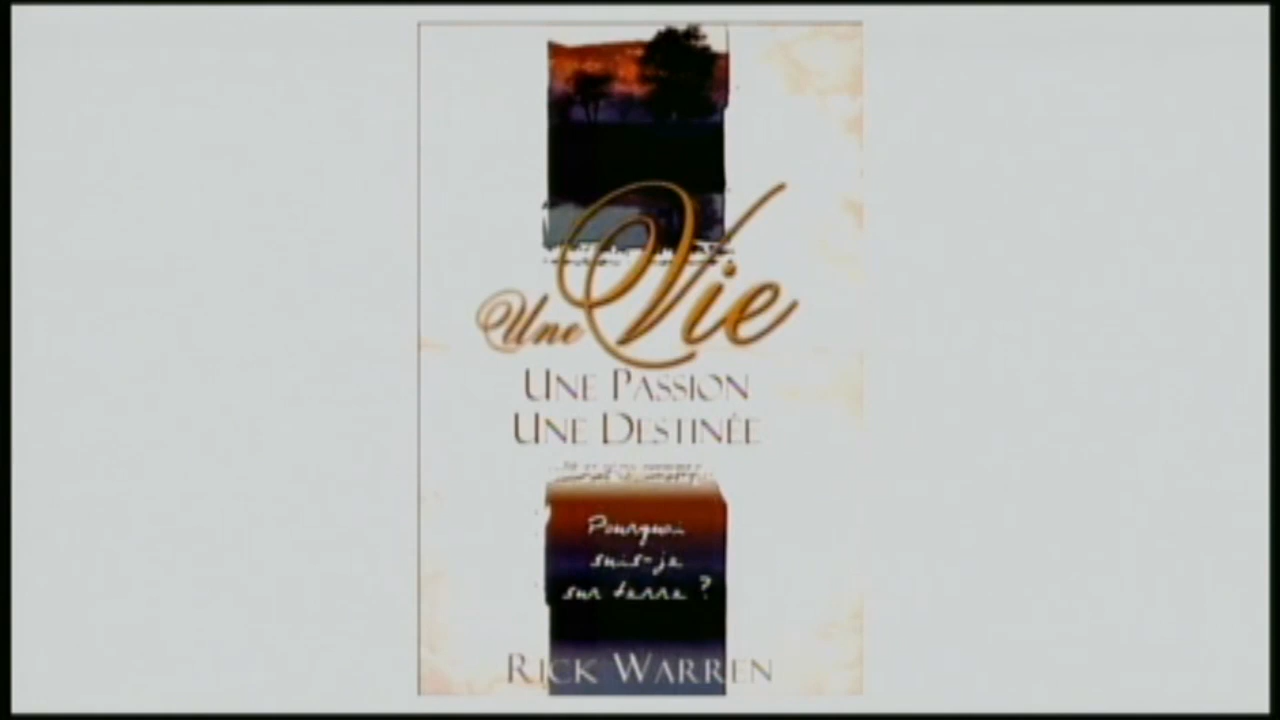 Une Vie
UNE PASSION
UNE DESTINÉE
Pourquoi
suis-je
sur terre ?
RICK WARREN